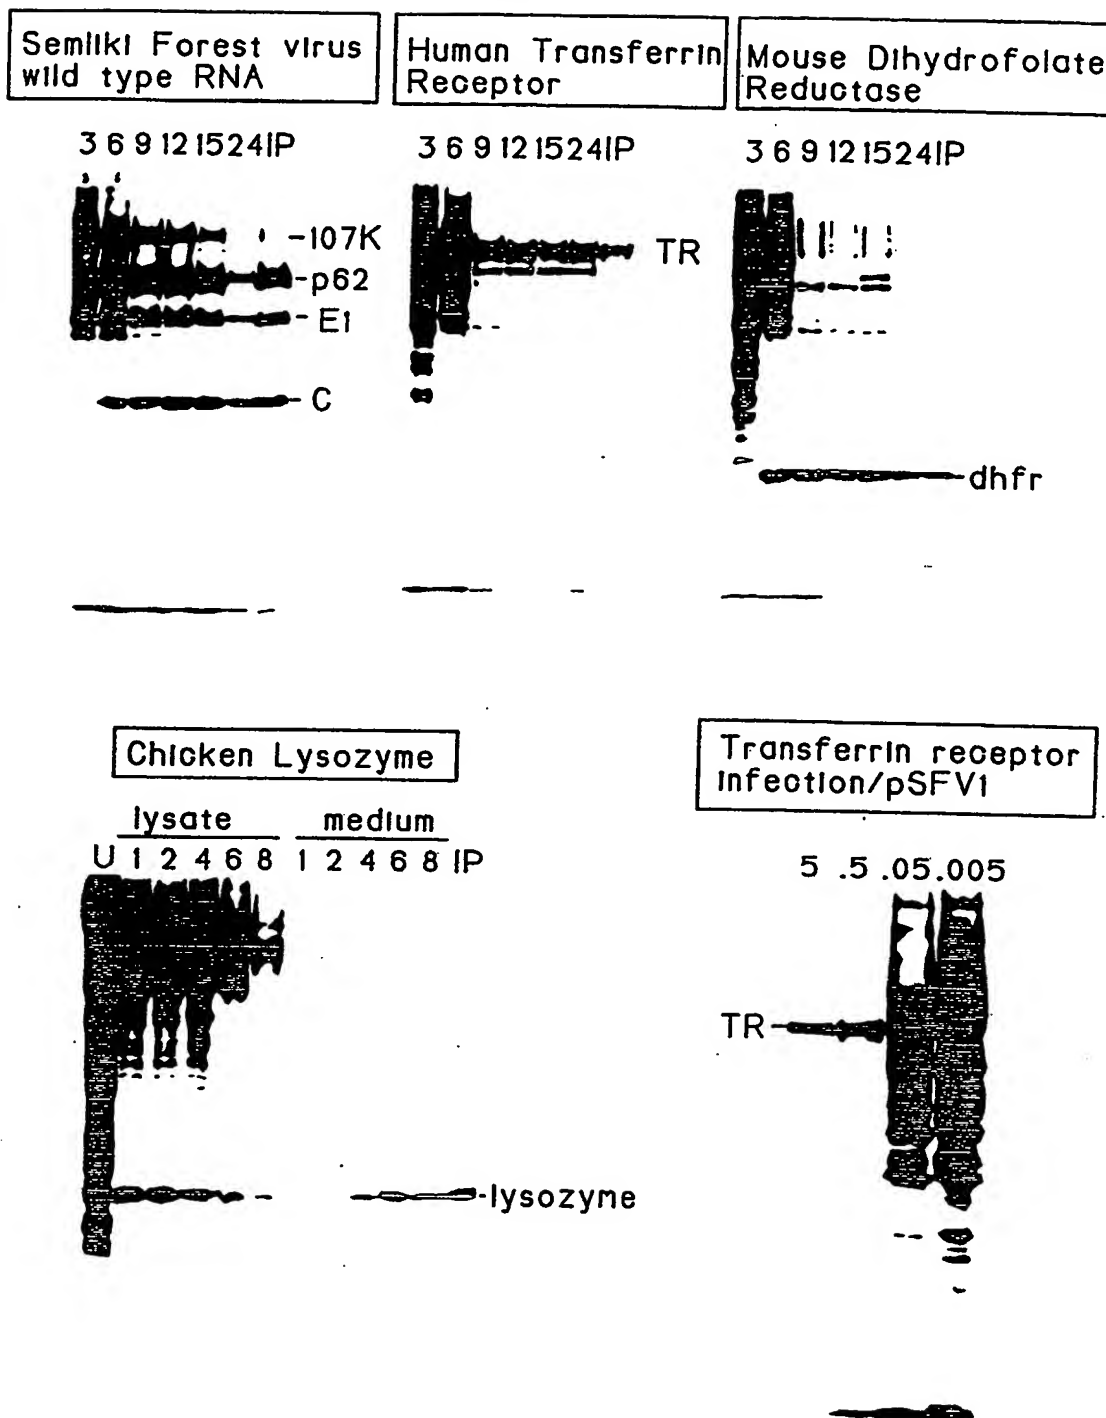 Semliki Forest virus
wild type RNA
Human Transferrin
Receptor
Mouse Dihydrofolate
Reductase
3 6 9 12 15 24 IP
3 6 9 12 15 24 IP
3 6 9 12 15 24 IP
-107K
-p62
-E1
-C
TR
-dhfr
Chicken Lysozyme
lysate medium
U 1 2 4 6 8 1 2 4 6 8 IP
-lysozyme
Transferrin receptor
infection/pSFV1
5 .5 .05 .005
TR-